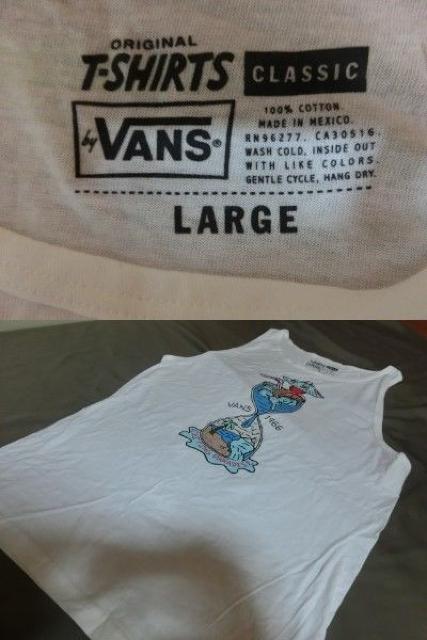 ORIGINAL
T-SHIRTS
CLASSIC
by VANS®
100% COTTON.
MADE IN MEXICO.
RN96277. CA30516.
WASH COLD, INSIDE OUT
WITH LIKE COLORS.
GENTLE CYCLE, HANG DRY.
LARGE
VANS
1966